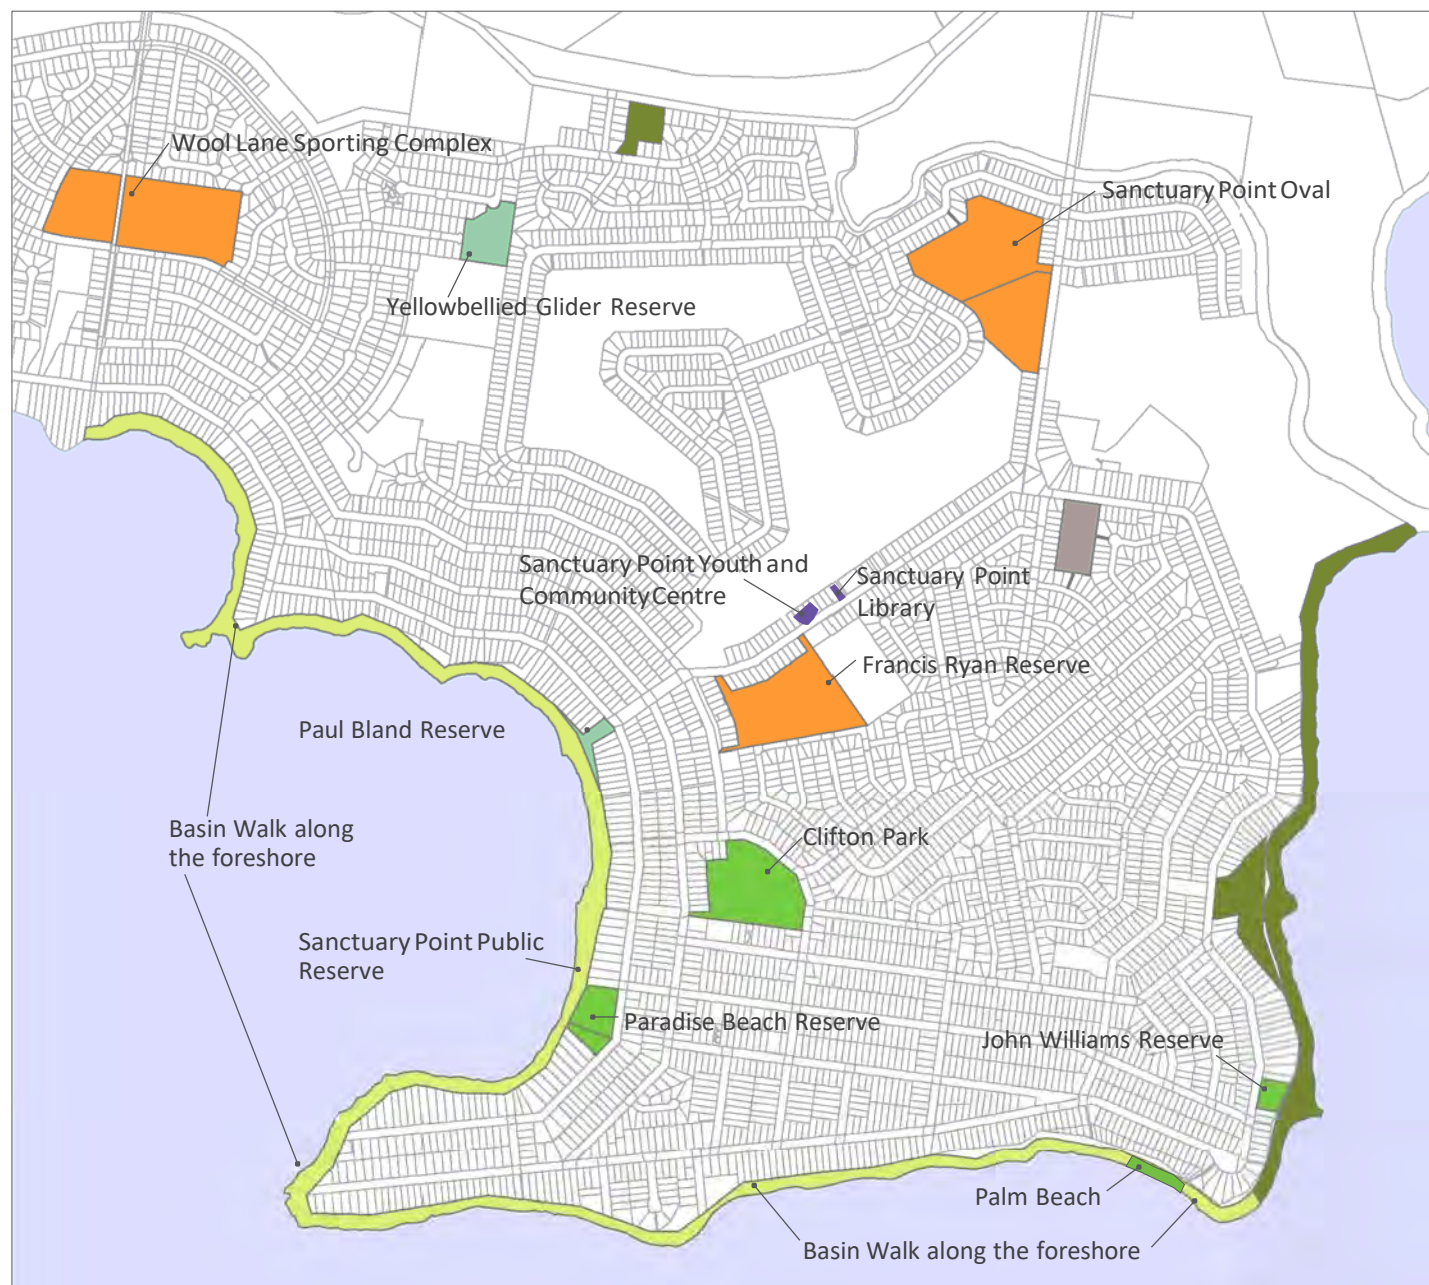 Wool Lane Sporting Complex
Sanctuary Point Oval
Yellowbellied Glider Reserve
Sanctuary Point Youth and
Community Centre
Sanctuary Point
Library
Francis Ryan Reserve
Paul Bland Reserve
Basin Walk along
the foreshore
Clifton Park
Sanctuary Point Public
Reserve
Paradise Beach Reserve
John Williams Reserve
Palm Beach
Basin Walk along the foreshore